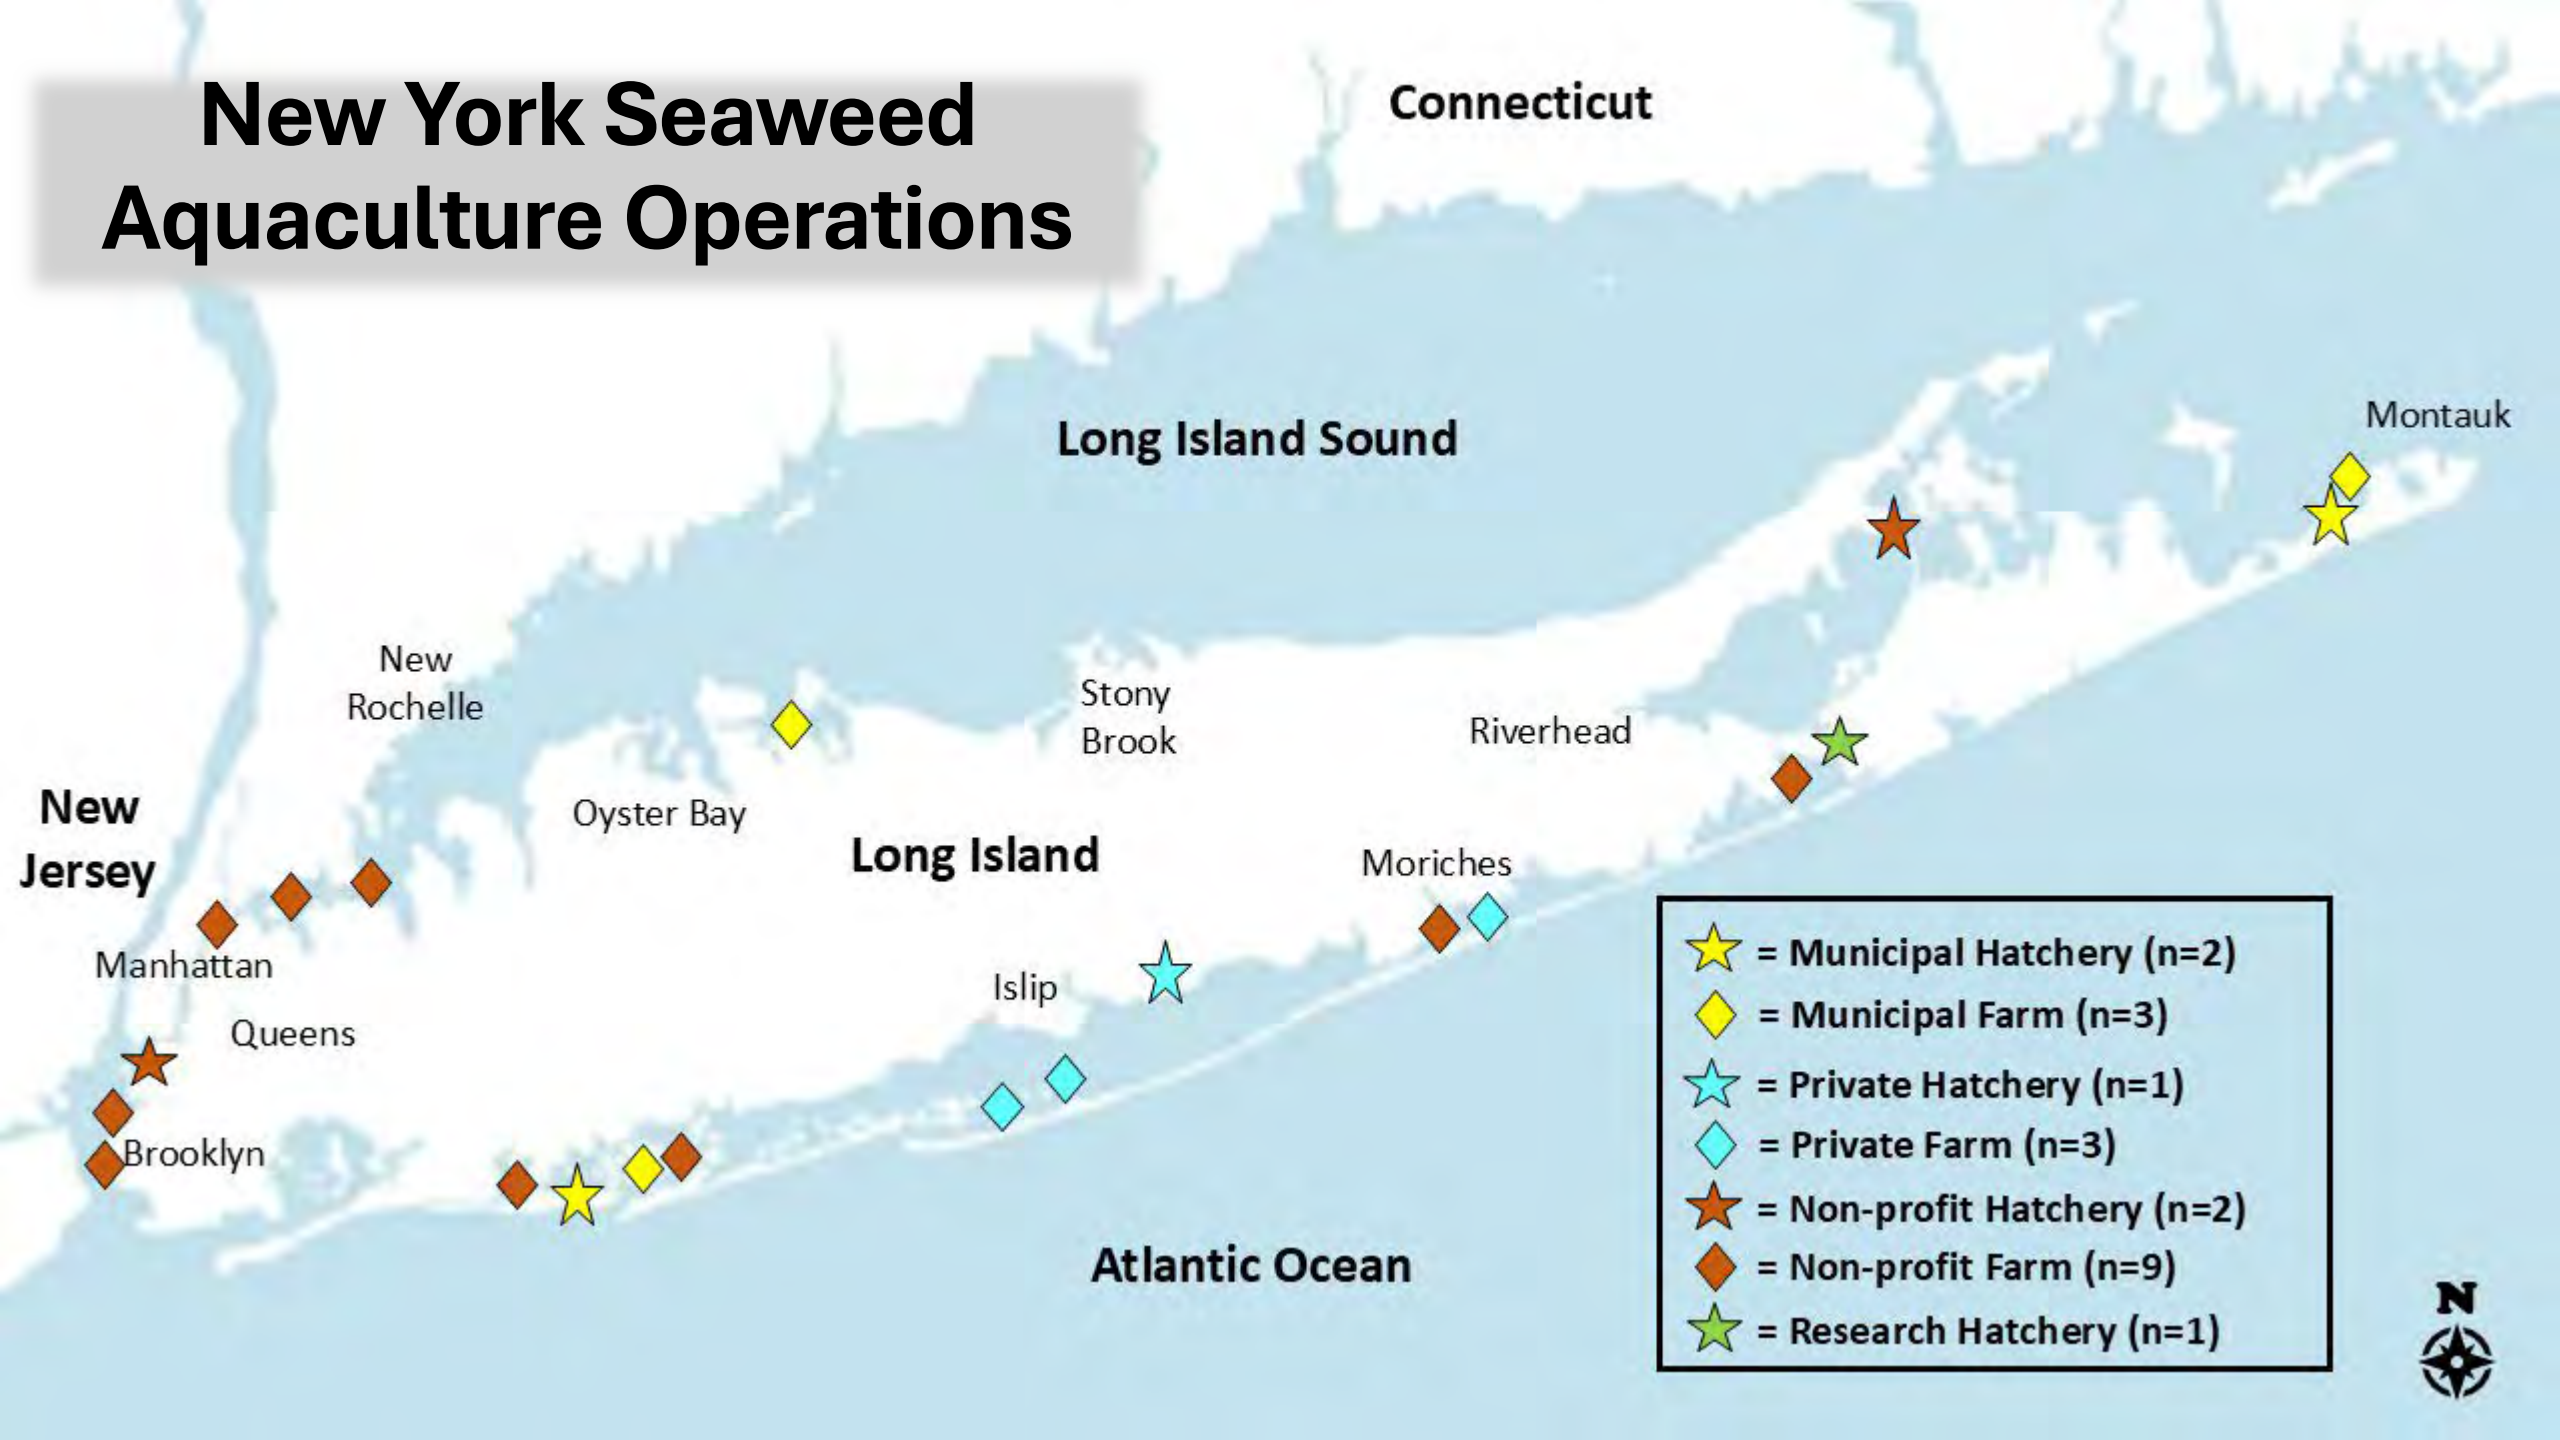 New York Seaweed
Aquaculture Operations
Connecticut
Long Island Sound
Montauk
New
Rochelle
Stony
Brook
Riverhead
New
Jersey
Oyster Bay
Long Island
Moriches
Manhattan
Islip
Queens
Brooklyn
Atlantic Ocean
= Municipal Hatchery (n=2)
= Municipal Farm (n=3)
= Private Hatchery (n=1)
= Private Farm (n=3)
= Non-profit Hatchery (n=2)
= Non-profit Farm (n=9)
= Research Hatchery (n=1)
N